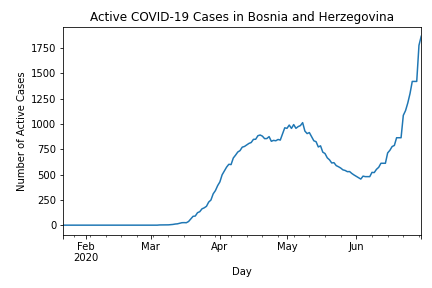 Active COVID-19 Cases in Bosnia and Herzegovina
1750
1500
1250
1000
750
500
250
0
Number of Active Cases
Feb
2020
Mar
Apr
May
Jun
Day